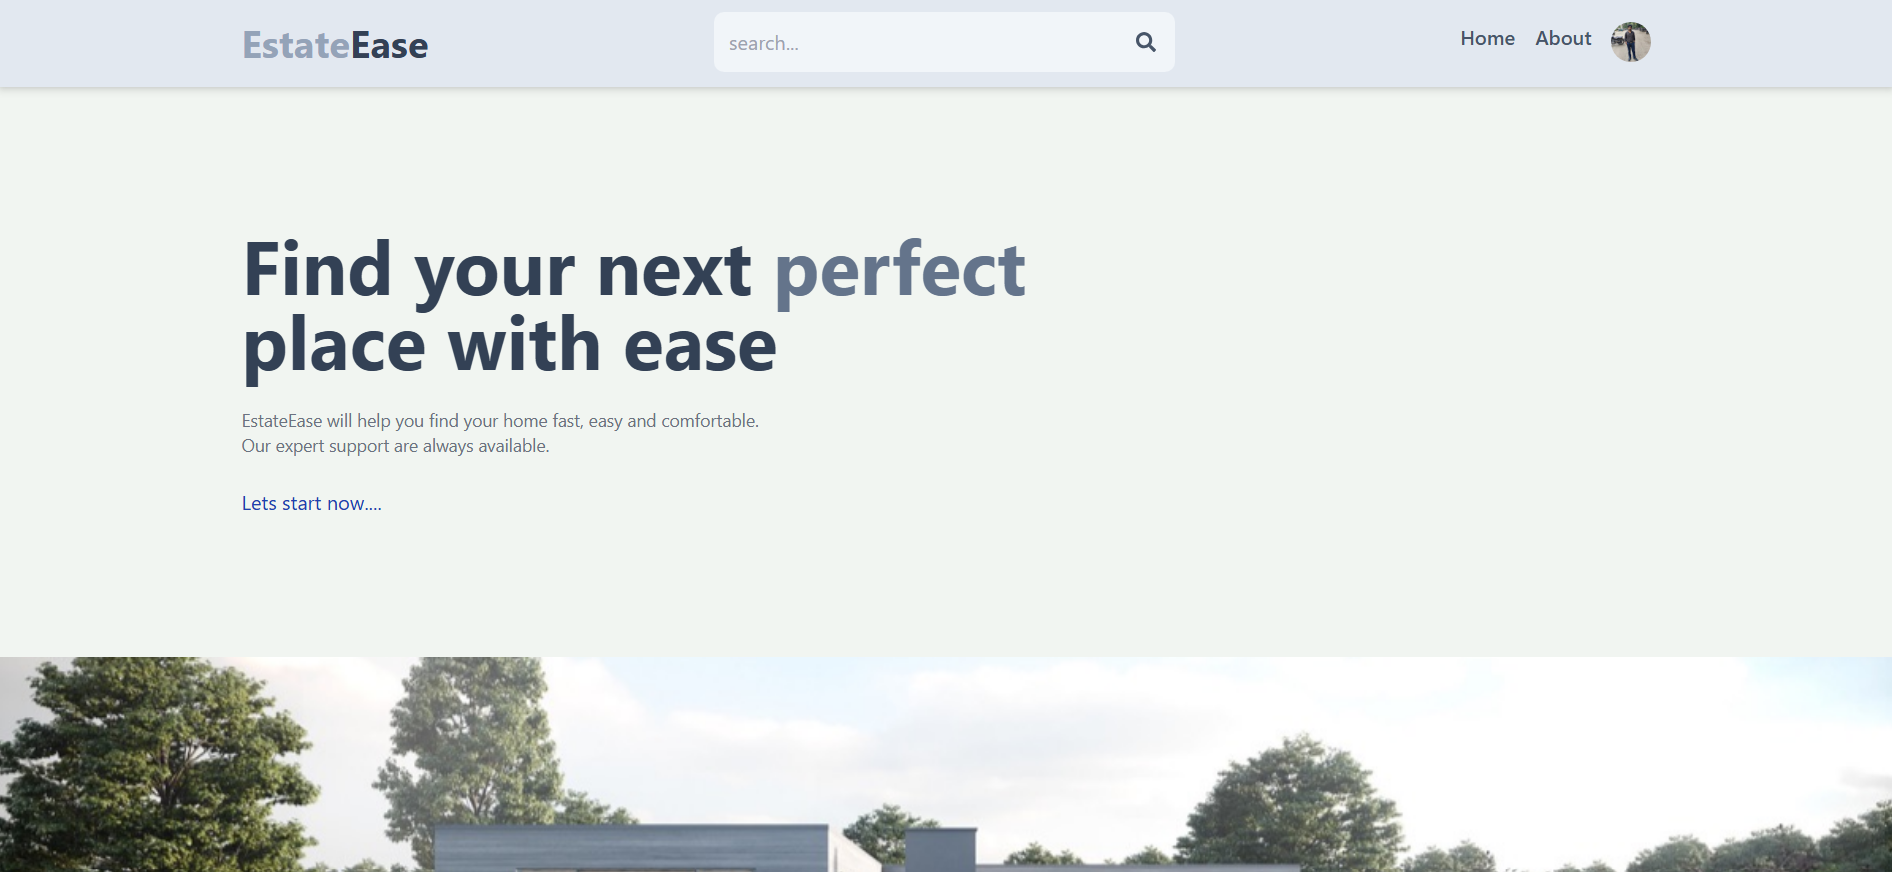 EstateEase
search...
Home
About
Find your next perfect
place with ease
EstateEase will help you find your home fast, easy and comfortable.
Our expert support are always available.
Lets start now....